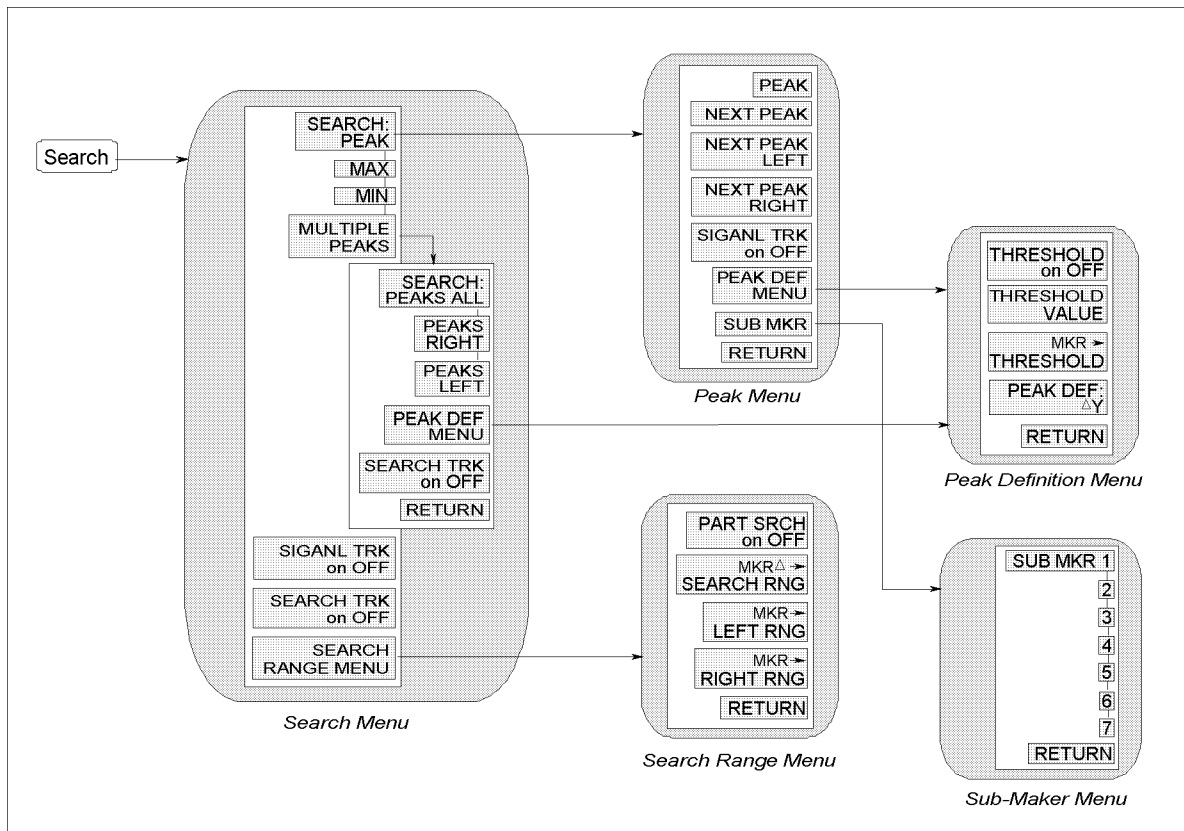 Search
SEARCH:
PEAK
MAX
MIN
MULTIPLE
PEAKS
SEARCH:
PEAKS ALL
PEAKS
RIGHT
PEAKS
LEFT
PEAK DEF
MENU
SEARCH TRK
on OFF
RETURN
SIGANL TRK
on OFF
SEARCH TRK
on OFF
SEARCH
RANGE MENU
Search Menu
PEAK
NEXT PEAK
NEXT PEAK
LEFT
NEXT PEAK
RIGHT
SIGANL TRK
on OFF
PEAK DEF
MENU
SUB MKR
RETURN
Peak Menu
PART SRCH
on OFF
MKR△ →
SEARCH RNG
MKR→
LEFT RNG
MKR→
RIGHT RNG
RETURN
Search Range Menu
THRESHOLD
on OFF
THRESHOLD
VALUE
MKR →
THRESHOLD
PEAK DEF:
△Y
RETURN
Peak Definition Menu
SUB MKR 1
2
3
4
5
6
7
RETURN
Sub-Maker Menu